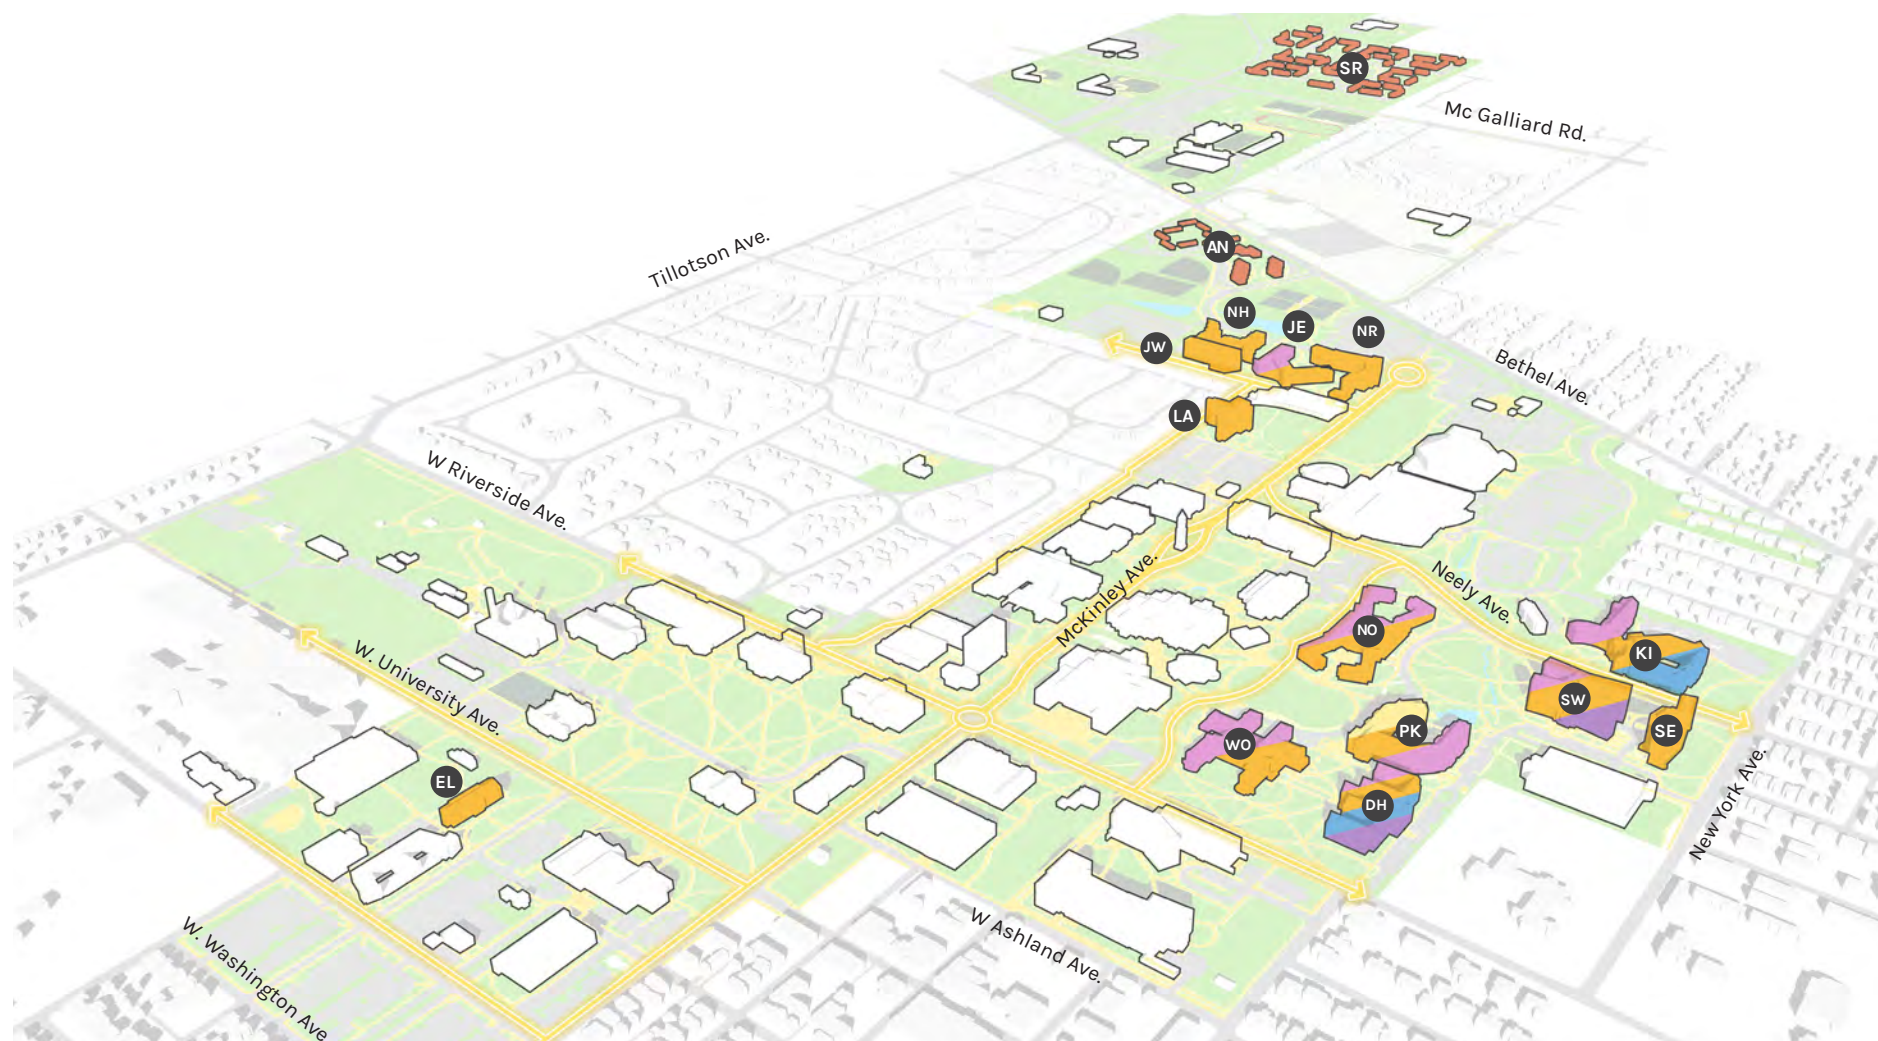 SR
Mc Galliard Rd.
Tillotson Ave.
AN
NH
JE
NR
JW
Bethel Ave.
LA
W Riverside Ave.
McKinley Ave.
Neely Ave.
NO
KI
W. University Ave.
SW
SE
PK
WO
EL
DH
New York Ave.
W Ashland Ave.
W. Washington Ave